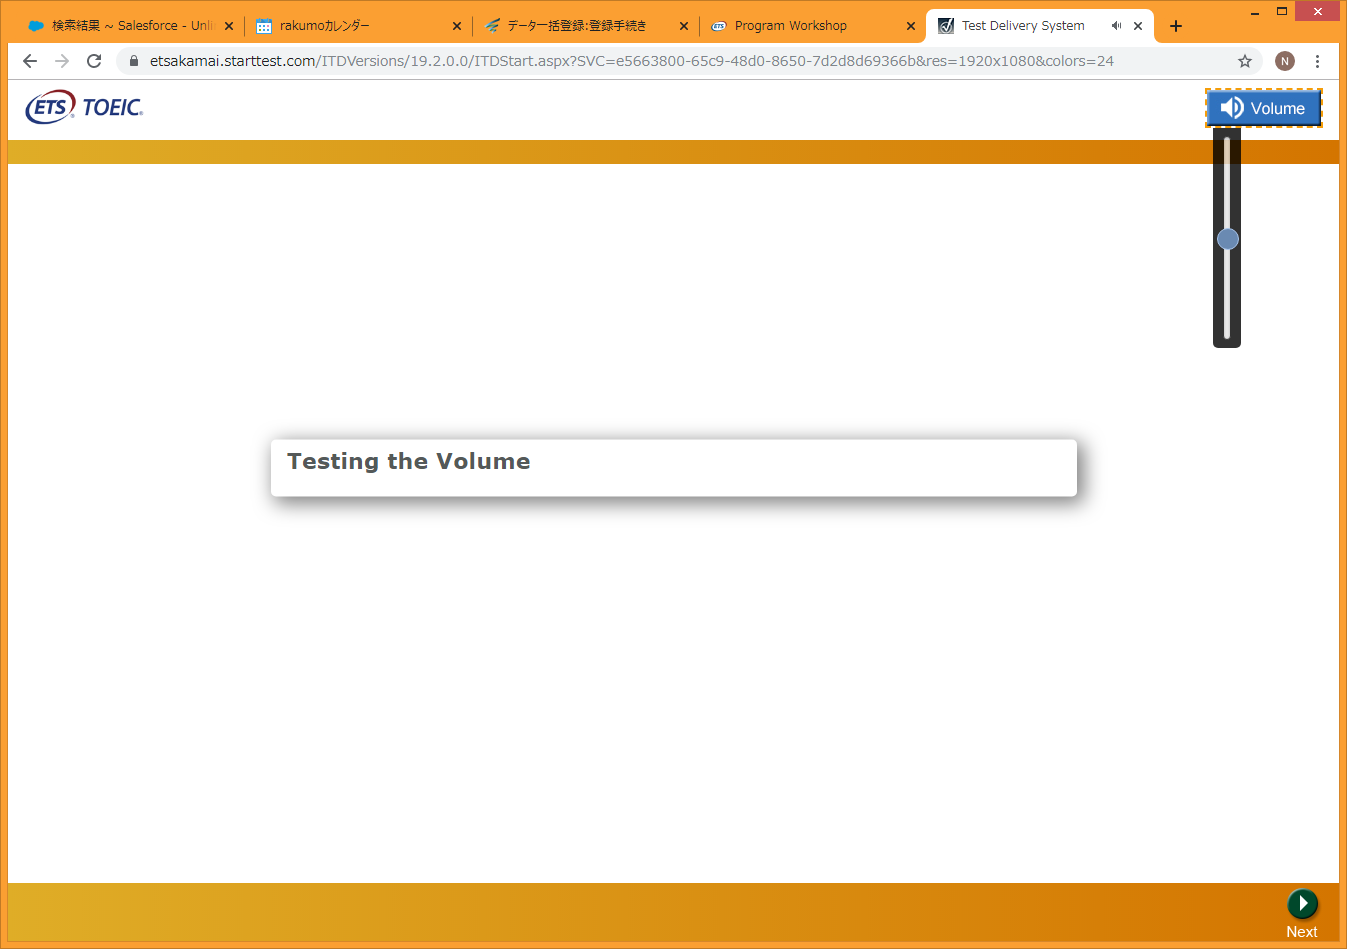 検索結果 ~ Salesforce - Unli
rakumoカレンダー
データ一括登録:登録手続き
Program Workshop
Test Delivery System
etsakamai.starttest.com/ITDVersions/19.2.0.0/ITDStart.aspx?SVC=e5663800-65c9-48d0-8650-7d2d8d69366b&res=1920x1080&colors=24
N
ETS® TOEIC®
Volume
Testing the Volume
Next